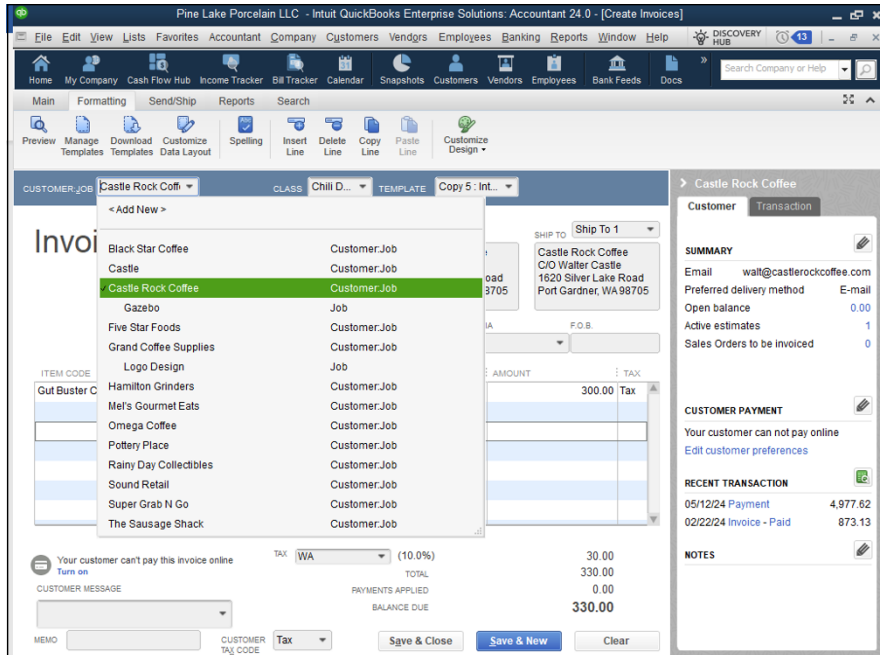 Pine Lake Porcelain LLC - Intuit QuickBooks Enterprise Solutions: Accountant 24.0 - [Create Invoices]
File Edit View Lists Favorites Accountant Company Customers Vendors Employees Banking Reports Window Help DISCOVERY HUB 13
Home My Company Cash Flow Hub Income Tracker Bill Tracker Calendar Snapshots Customers Vendors Employees Bank Feeds Docs » Search Company or Help
Main Formatting Send/Ship Reports Search
Preview Manage Templates Download Templates Customize Data Layout Spelling Insert Line Delete Line Copy Line Paste Line Customize Design
CUSTOMER:JOB Castle Rock Coff CLASS Chili D... TEMPLATE Copy 5 : Int...
< Add New >
Invoi
Black Star Coffee Customer:Job
Castle Customer:Job
Castle Rock Coffee Customer:Job
Gazebo Job
Five Star Foods Customer:Job
Grand Coffee Supplies Customer:Job
Logo Design Job
Hamilton Grinders Customer:Job
Mel's Gourmet Eats Customer:Job
Omega Coffee Customer:Job
Pottery Place Customer:Job
Rainy Day Collectibles Customer:Job
Sound Retail Customer:Job
Super Grab N Go Customer:Job
The Sausage Shack Customer:Job
SHIP TO Ship To 1
Castle Rock Coffee
C/O Walter Castle
oad 1620 Silver Lake Road
8705 Port Gardner, WA 98705
IA F.O.B.
ITEM CODE AMOUNT TAX
Gut Buster C 300.00 Tax
Your customer can't pay this invoice online
Turn on
TAX WA (10.0%) 30.00
TOTAL 330.00
PAYMENTS APPLIED 0.00
BALANCE DUE 330.00
CUSTOMER MESSAGE
MEMO CUSTOMER TAX CODE Tax Save & Close Save & New Clear
Castle Rock Coffee
Customer Transaction
SUMMARY
Email walt@castlerockcoffee.com
Preferred delivery method E-mail
Open balance 0.00
Active estimates 1
Sales Orders to be invoiced 0
CUSTOMER PAYMENT
Your customer can not pay online
Edit customer preferences
RECENT TRANSACTION
05/12/24 Payment 4,977.62
02/22/24 Invoice - Paid 873.13
NOTES